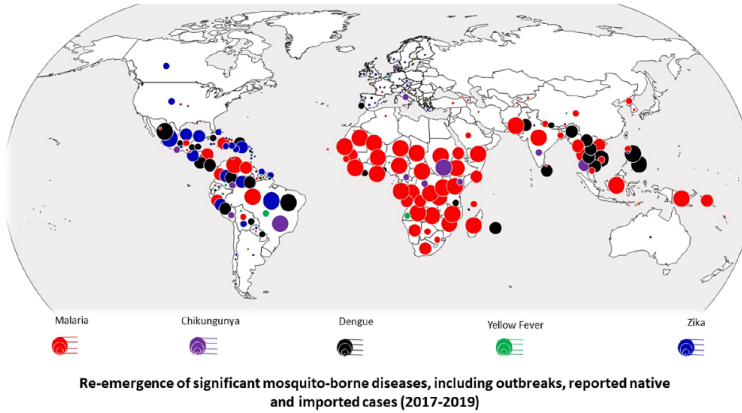 Malaria
Chikungunya
Dengue
Yellow Fever
Zika
Re-emergence of significant mosquito-borne diseases, including outbreaks, reported native
and imported cases (2017-2019)